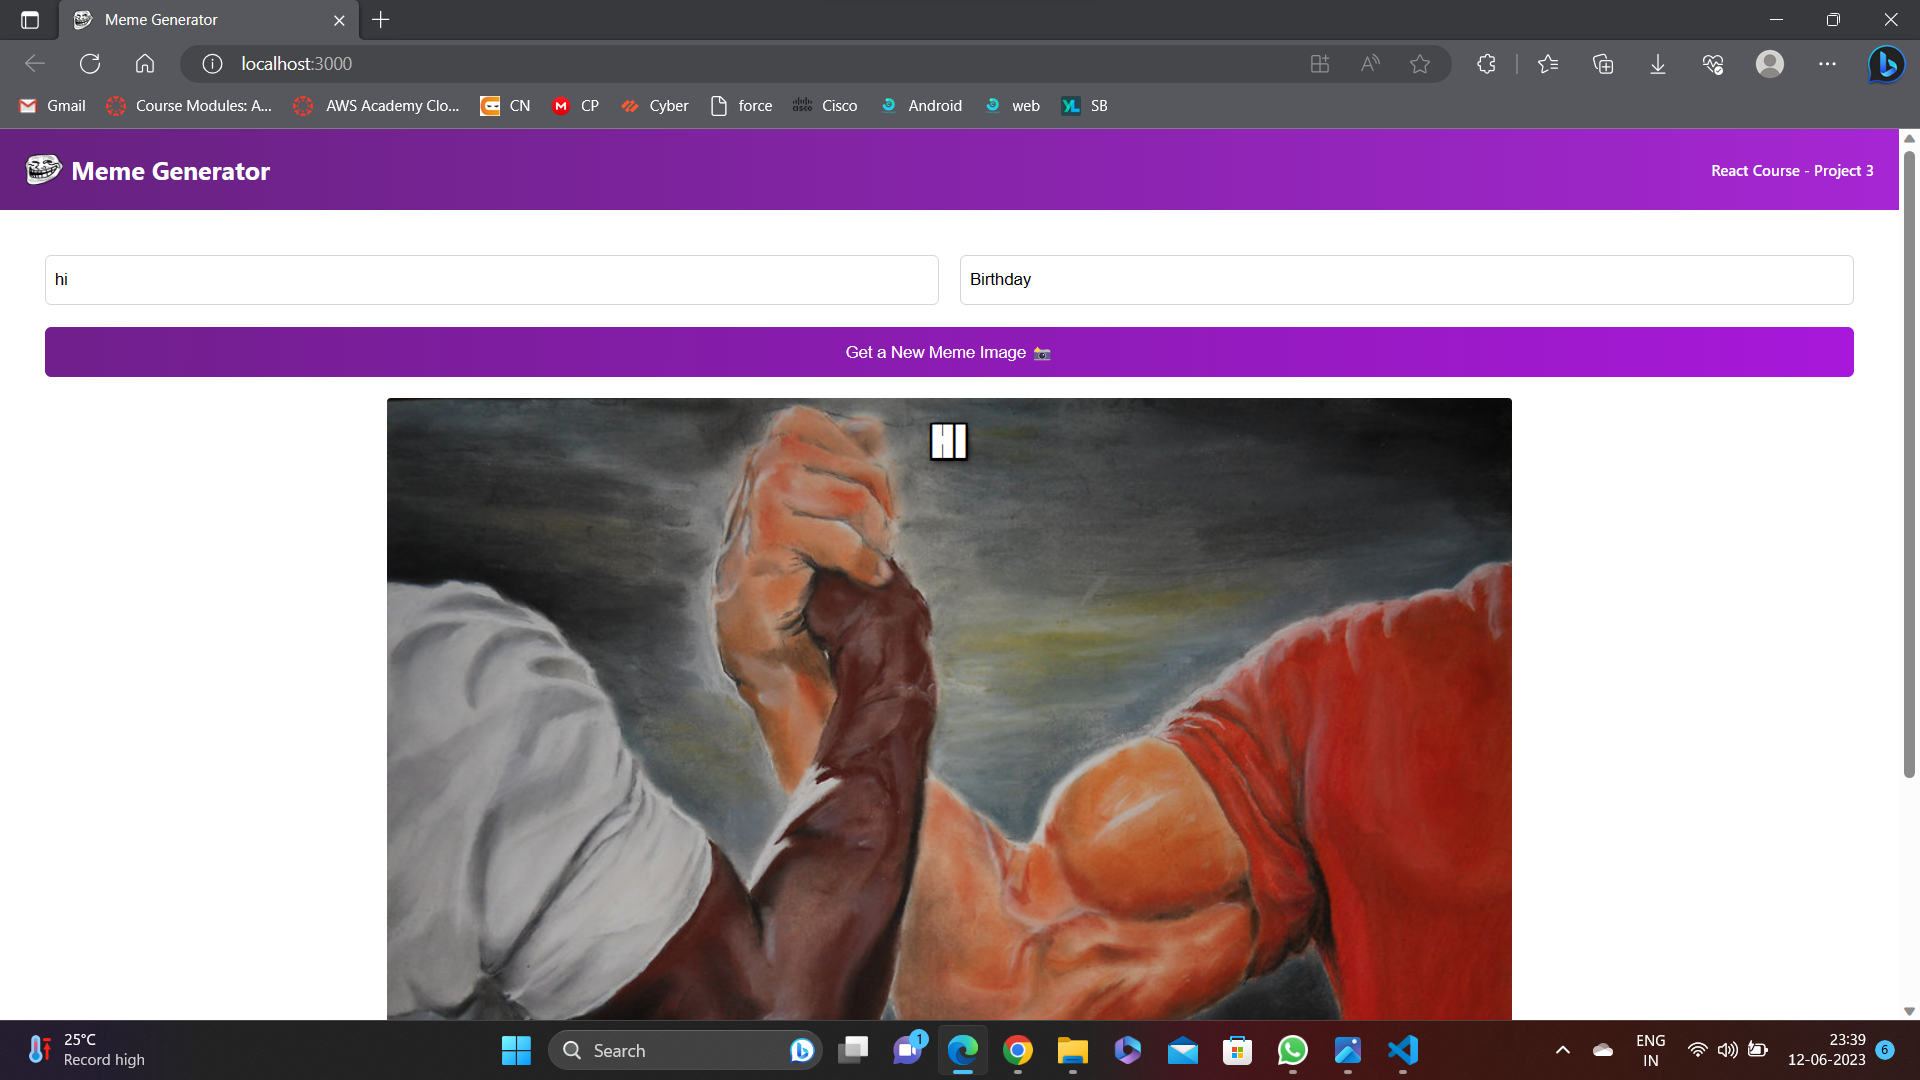 Meme Generator
localhost:3000
Gmail
Course Modules: A...
AWS Academy Clo...
CN
CP
Cyber
force
Cisco
Android
web
SB
Meme Generator
React Course - Project 3
hi
Birthday
Get a New Meme Image
HI
25°C
Record high
Search
1
ENG
IN
23:39
12-06-2023
6